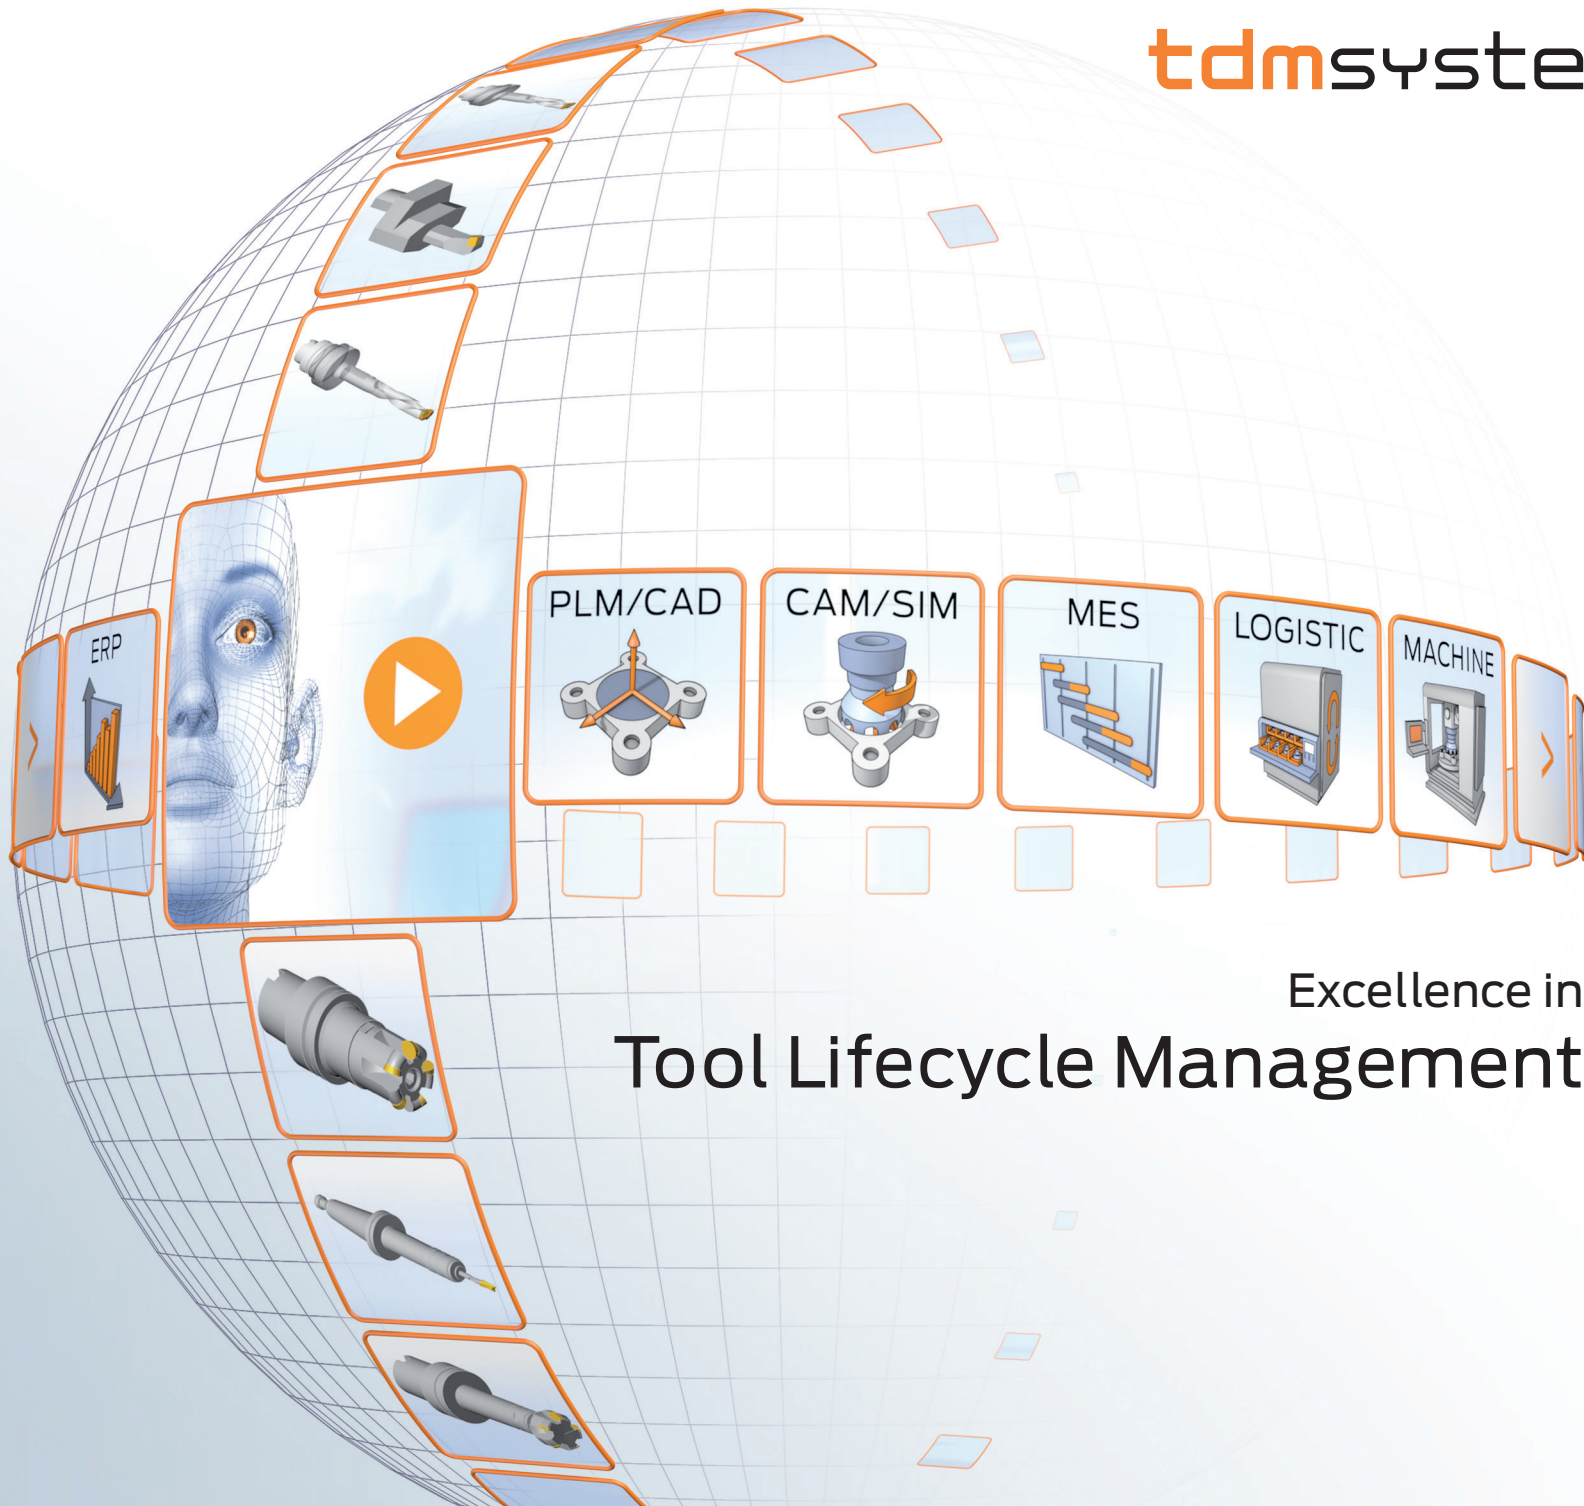 tdmsyste
PLM/CAD
CAM/SIM
MES
LOGISTIC
MACHINE
ERP
Excellence in
Tool Lifecycle Management